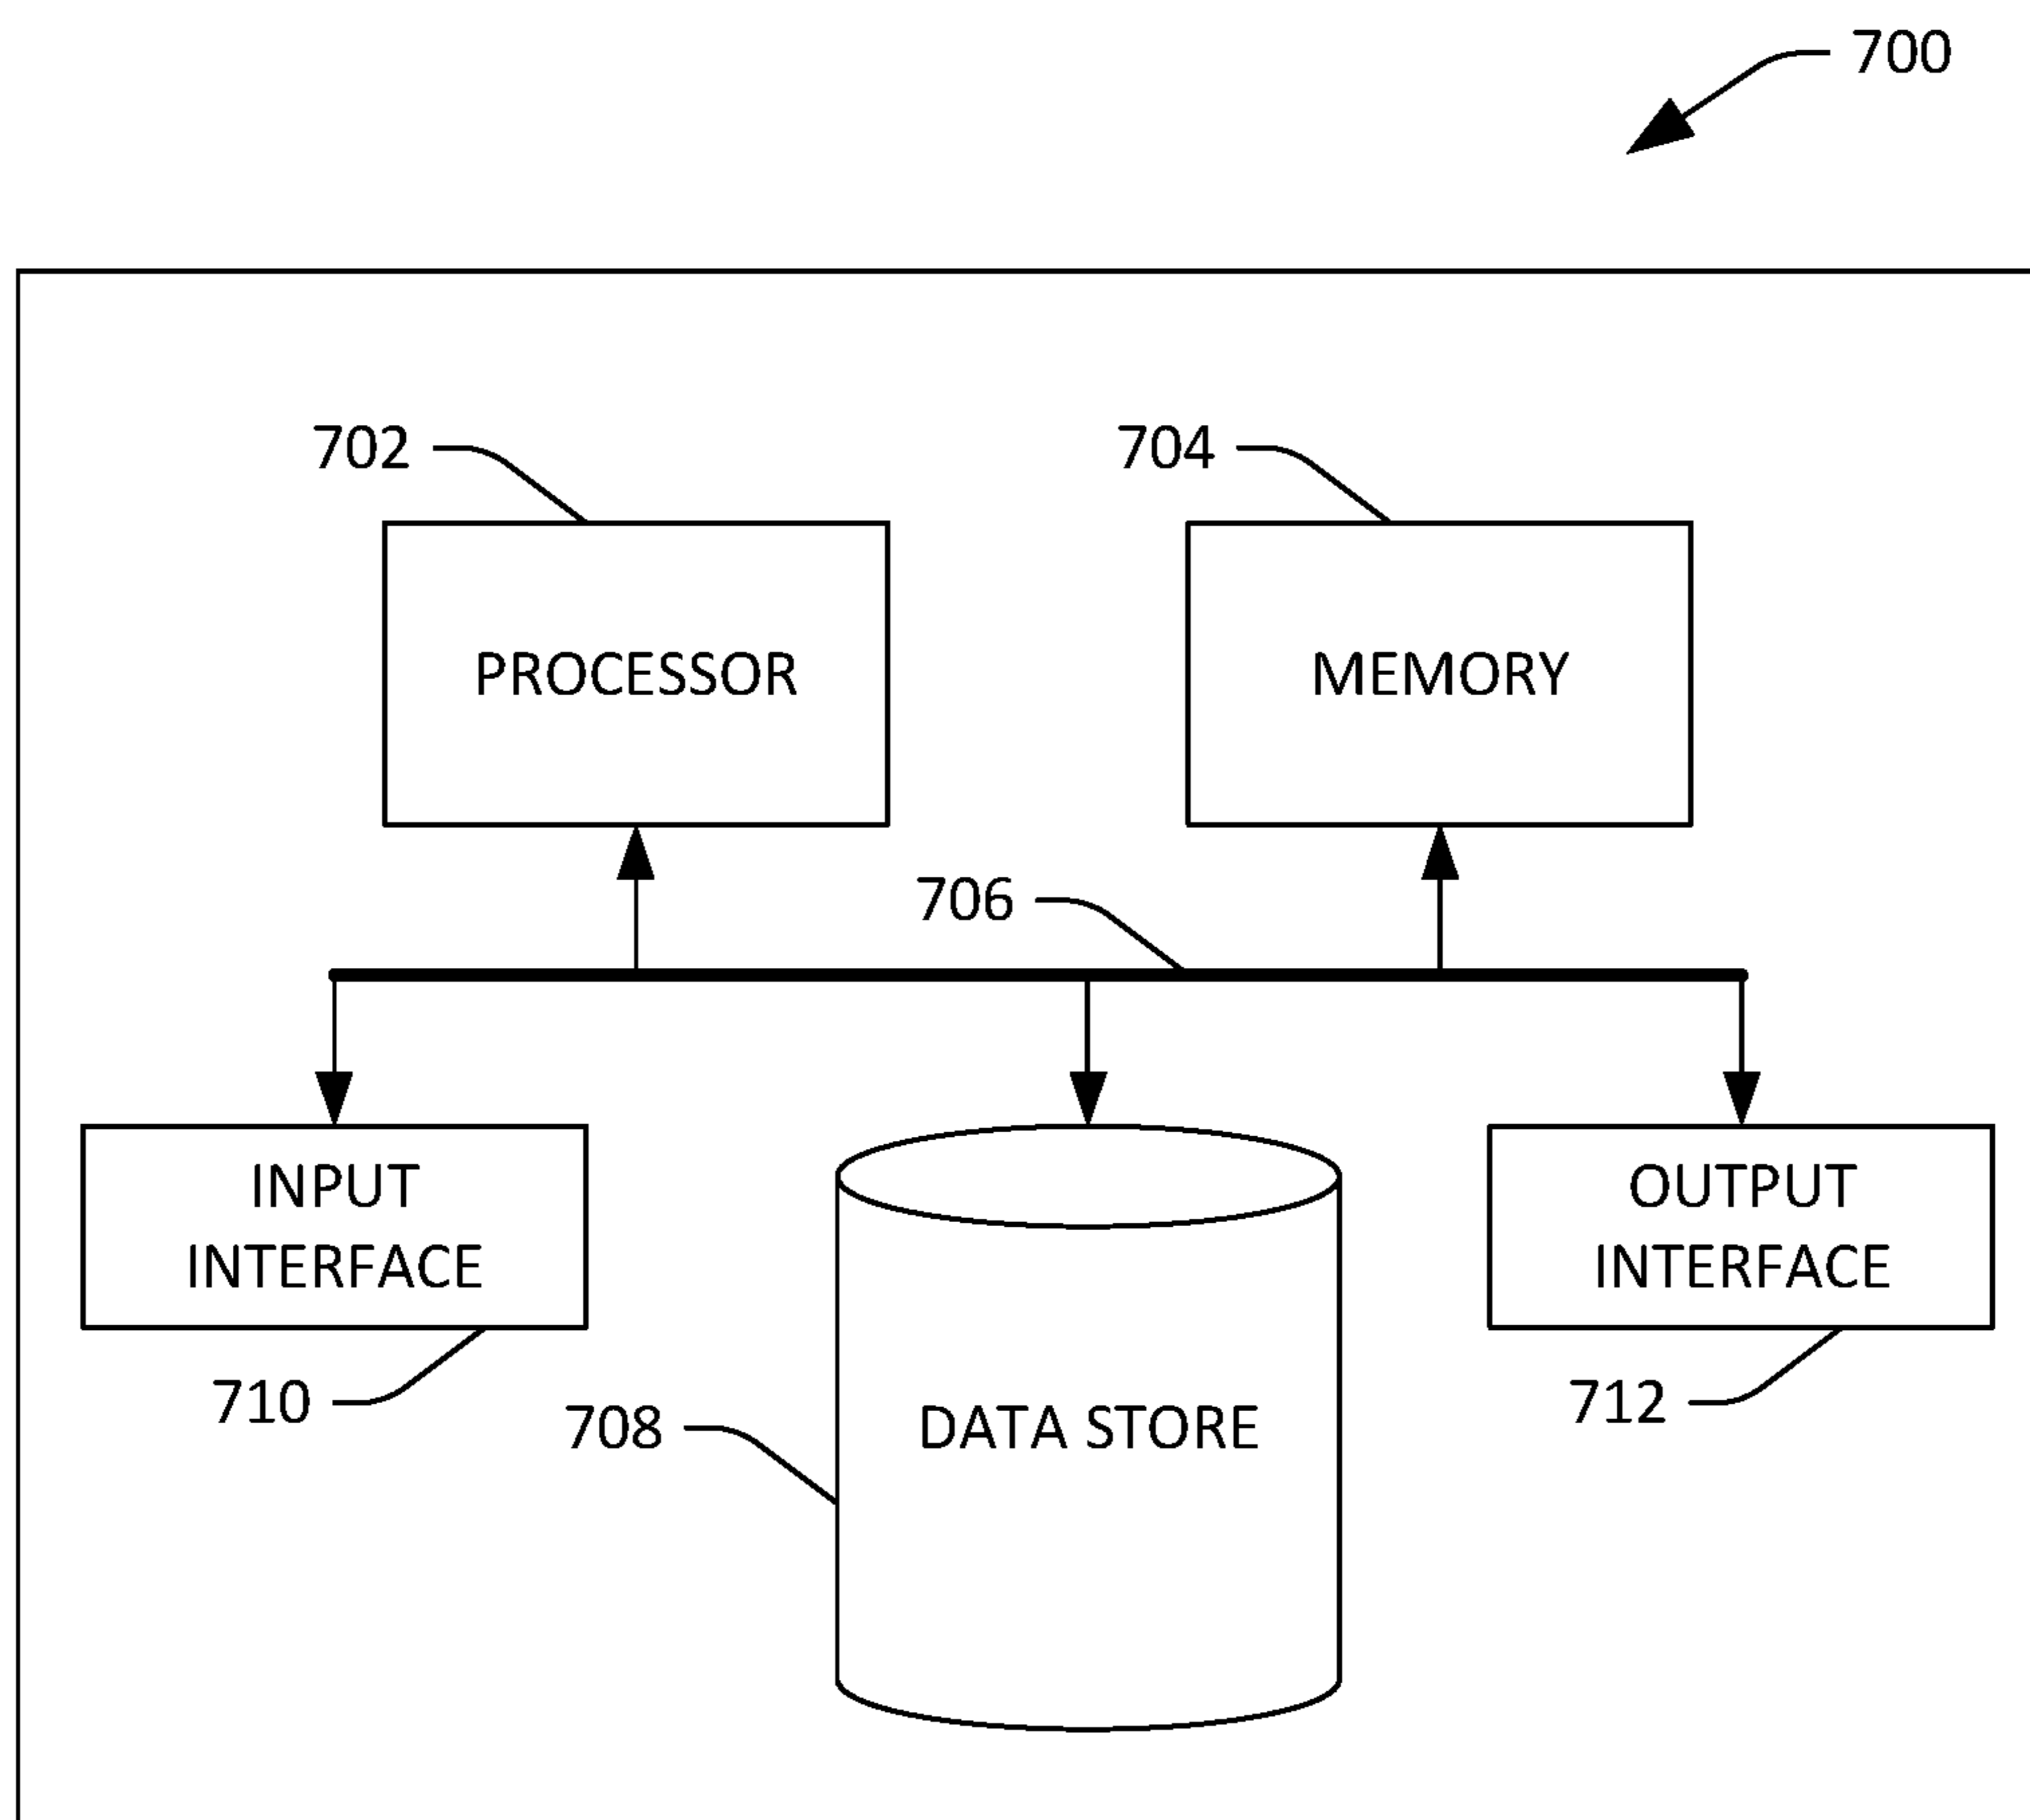 700
702
704
PROCESSOR
MEMORY
706
INPUT
INTERFACE
OUTPUT
INTERFACE
710
708
DATA STORE
712